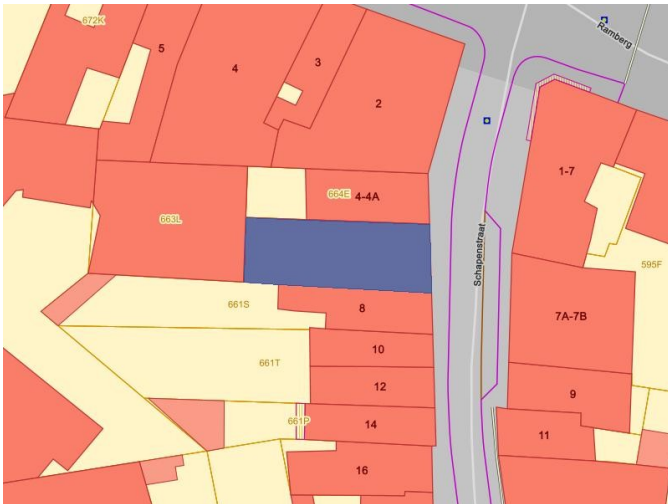 672K
Ramberg
5
3
4
2
1-7
664E
4-4A
663L
Schapenstraat
595F
661S
8
7A-7B
10
661T
12
9
661P
14
11
16